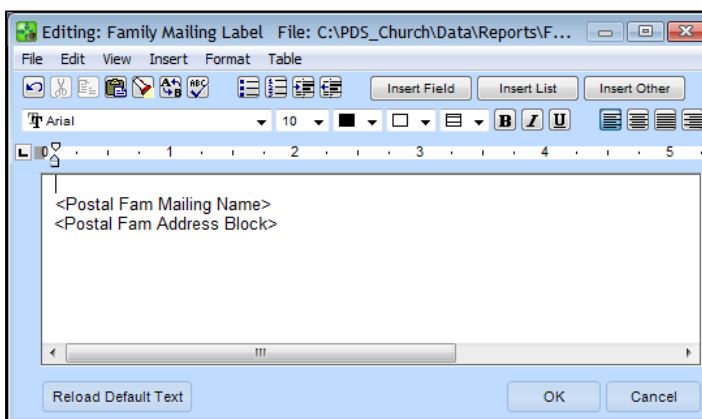 Editing: Family Mailing Label File: C:\PDS_Church\Data\Reports\F...
File Edit View Insert Format Table
Insert Field Insert List Insert Other
Arial 10 B I U
L 0 1 2 3 4 5
<Postal Fam Mailing Name>
<Postal Fam Address Block>
Reload Default Text OK Cancel